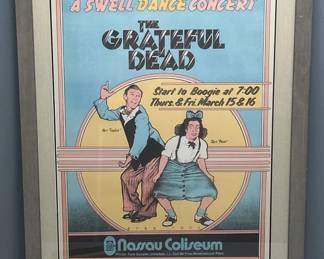 A SWELL DANCE CONCERT
THE
GRATEFUL
DEAD
Start to Boogie at 7:00
Thurs. & Fri. March 15 & 16
Nassau Coliseum